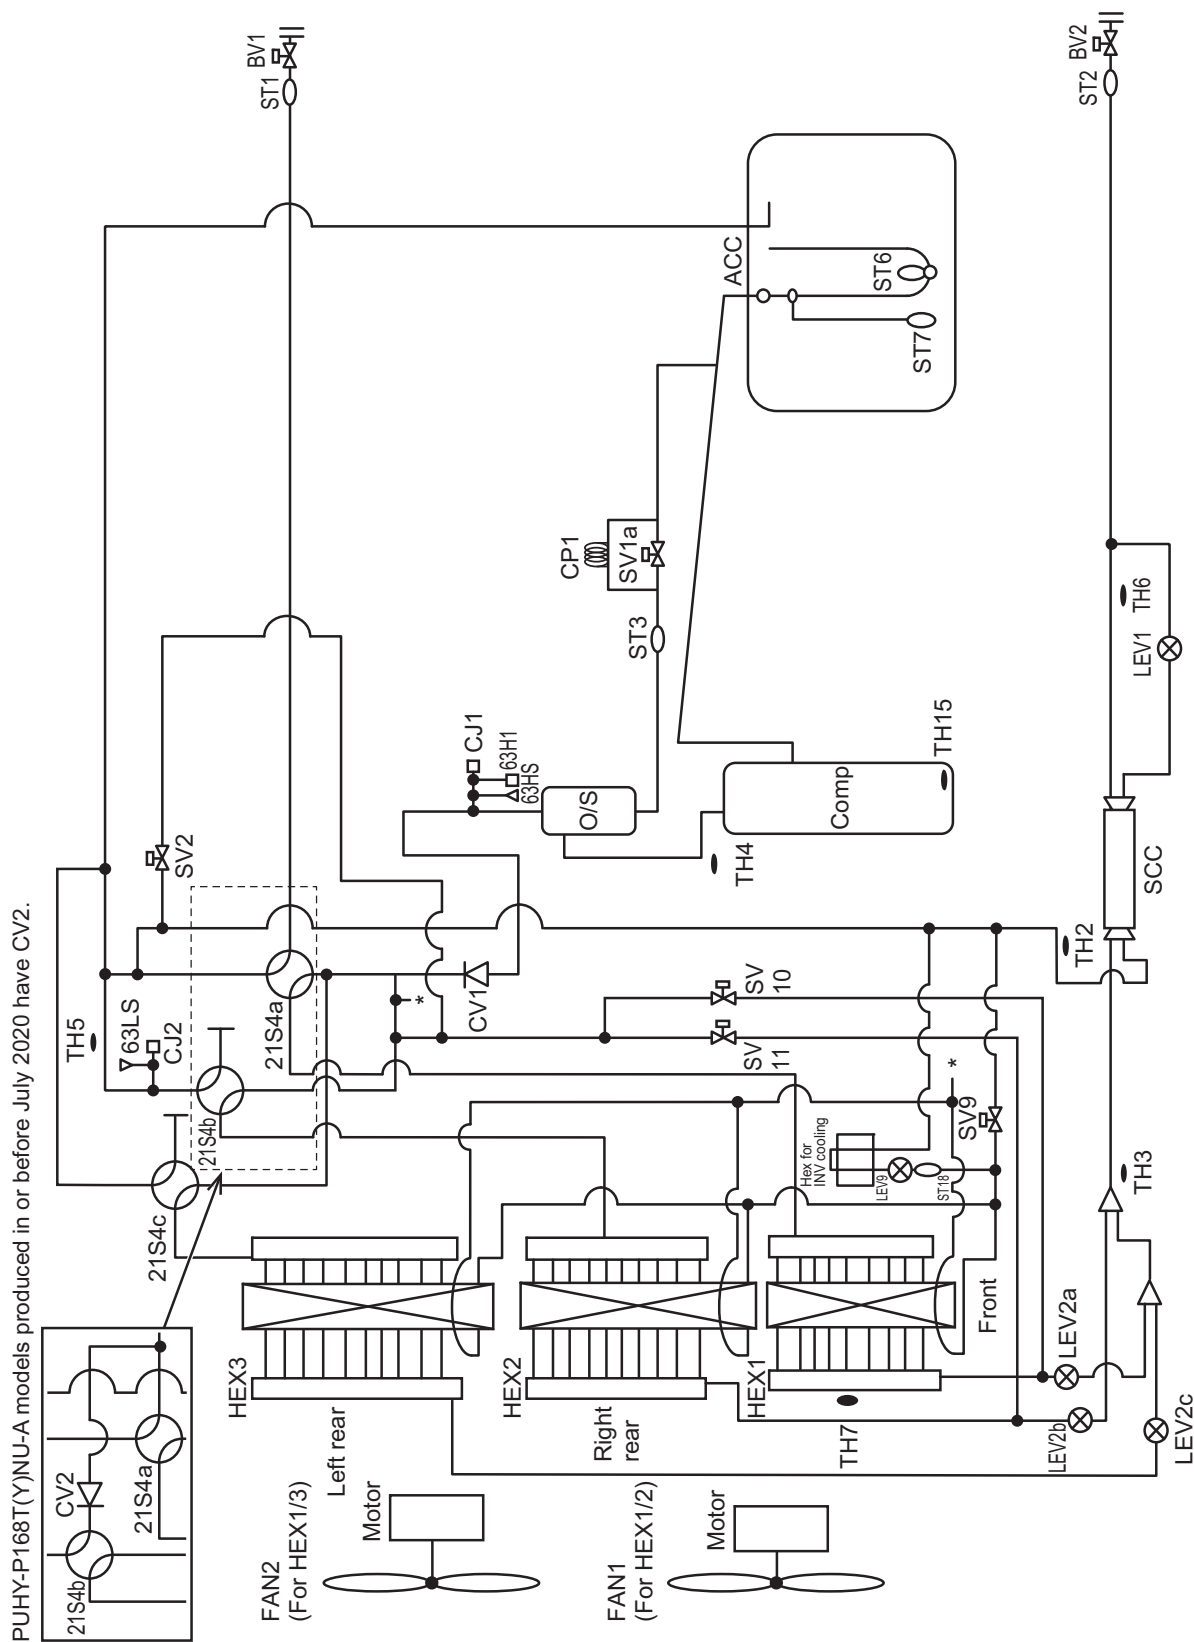 PUHY-P168T(Y)NU-A models produced in or before July 2020 have CV2.
CV2
21S4b
21S4a
TH5
63LS
CJ2
21S4c
21S4b
21S4a
SV2
BV1
ST1
CJ1
63H1
63HS
CV1
*
O/S
TH4
Comp
TH15
ST3
CP1
SV1a
ACC
ST6
ST7
BV2
ST2
SV
10
SV
11
*
SV9
Hex for
INV cooling
LEV9
ST18
TH2
SCC
LEV1
TH6
TH3
HEX3
Left rear
HEX2
Right
rear
HEX1
Front
TH7
LEV2a
LEV2b
LEV2c
FAN2
(For HEX1/3)
Motor
FAN1
(For HEX1/2)
Motor